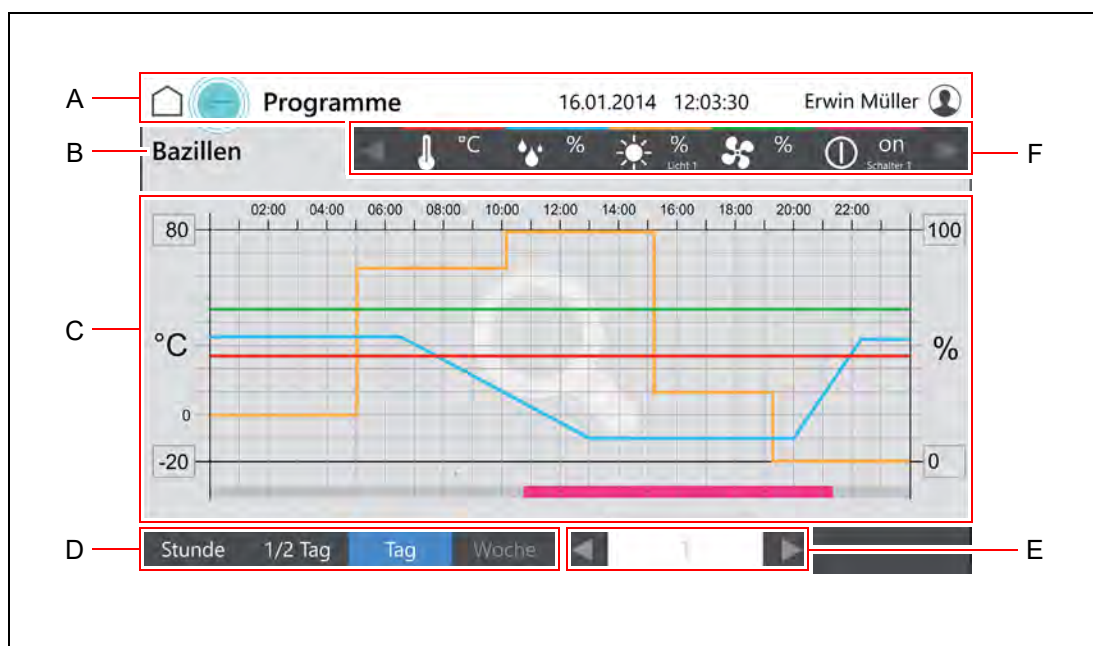 A
Programme 16.01.2014 12:03:30 Erwin Müller
B
Bazillen
°C % % % on
Licht 1 Schalter 1
F
02:00 04:00 06:00 08:00 10:00 12:00 14:00 16:00 18:00 20:00 22:00
80 100
C
°C %
0
-20 0
D
Stunde 1/2 Tag Tag Woche
1
E